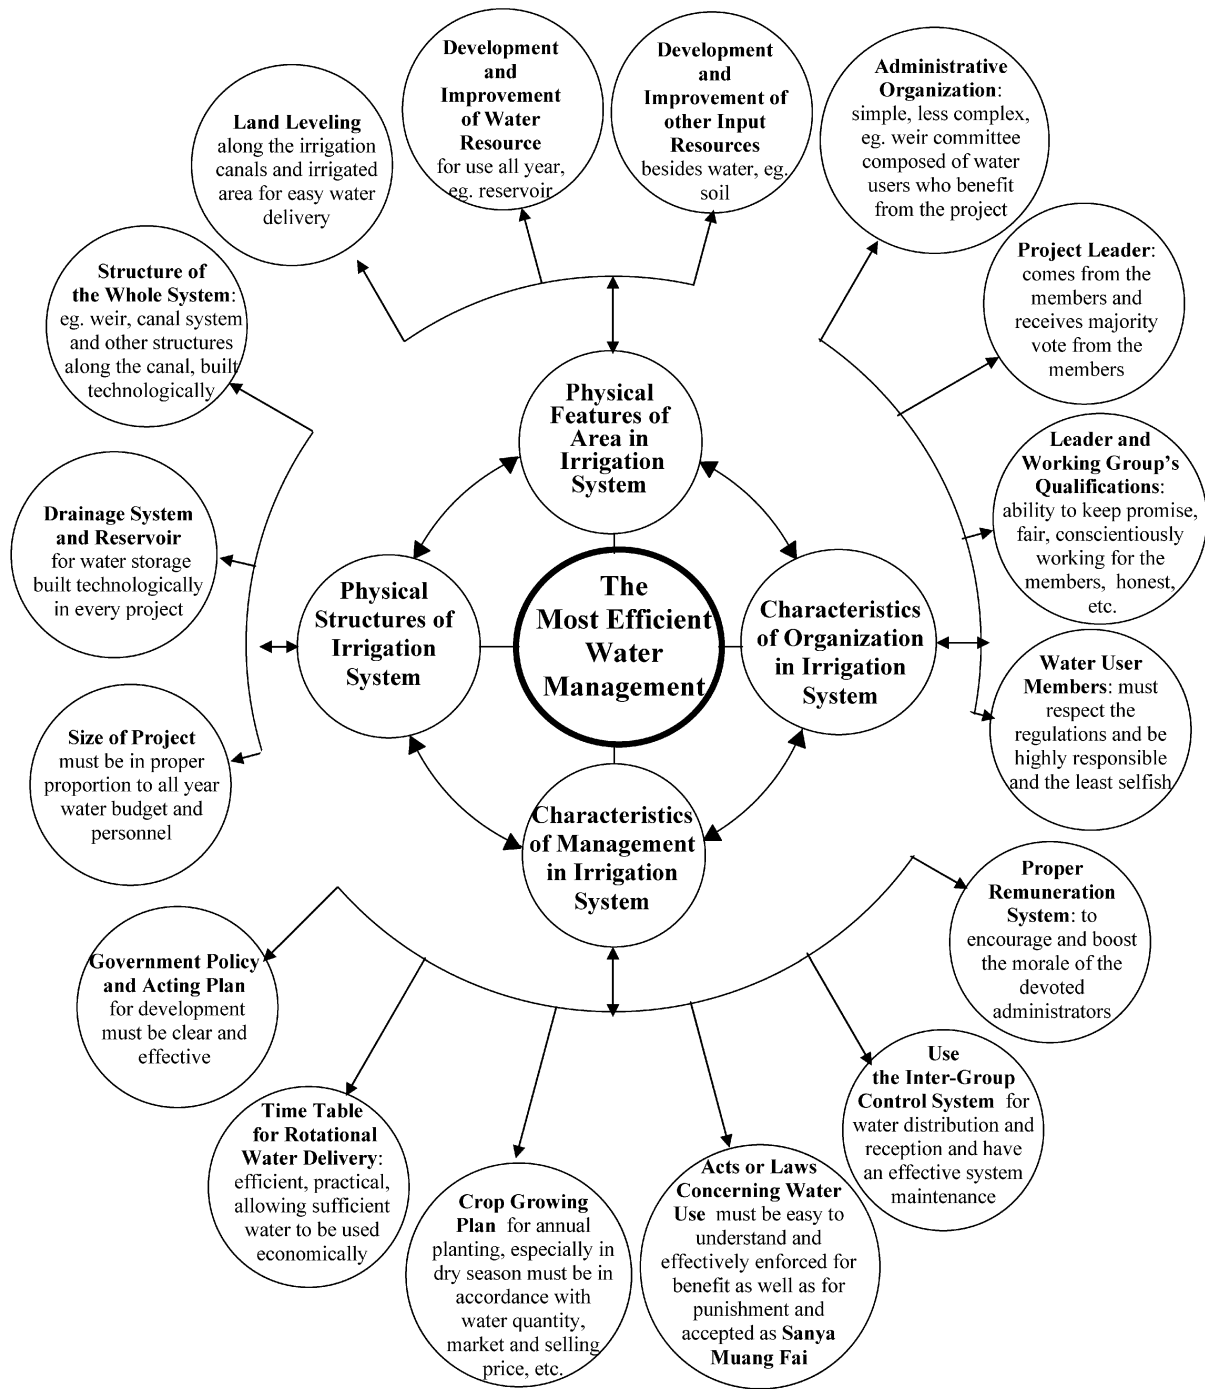 Development
and
Improvement
of Water
Resource
for use all year,
eg. reservoir
Development
and
Improvement of
other Input
Resources
besides water, eg.
soil
Administrative
Organization:
simple, less complex,
eg. weir committee
composed of water
users who benefit
from the project
Land Leveling
along the irrigation
canals and irrigated
area for easy water
delivery
Project Leader:
comes from the
members and
receives majority
vote from the
members
Structure of
the Whole System:
eg. weir, canal system
and other structures
along the canal, built
technologically
Physical
Features of
Area in
Irrigation
System
Leader and
Working Group's
Qualifications:
ability to keep promise,
fair, conscientiously
working for the
members, honest,
etc.
Drainage System
and Reservoir
for water storage
built technologically
in every project
Physical
Structures of
Irrigation
System
The
Most Efficient
Water
Management
Characteristics
of Organization
in Irrigation
System
Water User
Members: must
respect the
regulations and be
highly responsible
and the least selfish
Size of Project
must be in proper
proportion to all year
water budget and
personnel
Characteristics
of Management
in Irrigation
System
Proper
Remuneration
System: to
encourage and boost
the morale of the
devoted
administrators
Government Policy
and Acting Plan
for development
must be clear and
effective
Use
the Inter-Group
Control System for
water distribution and
reception and have
an effective system
maintenance
Time Table
for Rotational
Water Delivery:
efficient, practical,
allowing sufficient
water to be used
economically
Crop Growing
Plan for annual
planting, especially in
dry season must be in
accordance with
water quantity,
market and selling
price, etc.
Acts or Laws
Concerning Water
Use must be easy to
understand and
effectively enforced for
benefit as well as for
punishment and
accepted as Sanya
Muang Fai